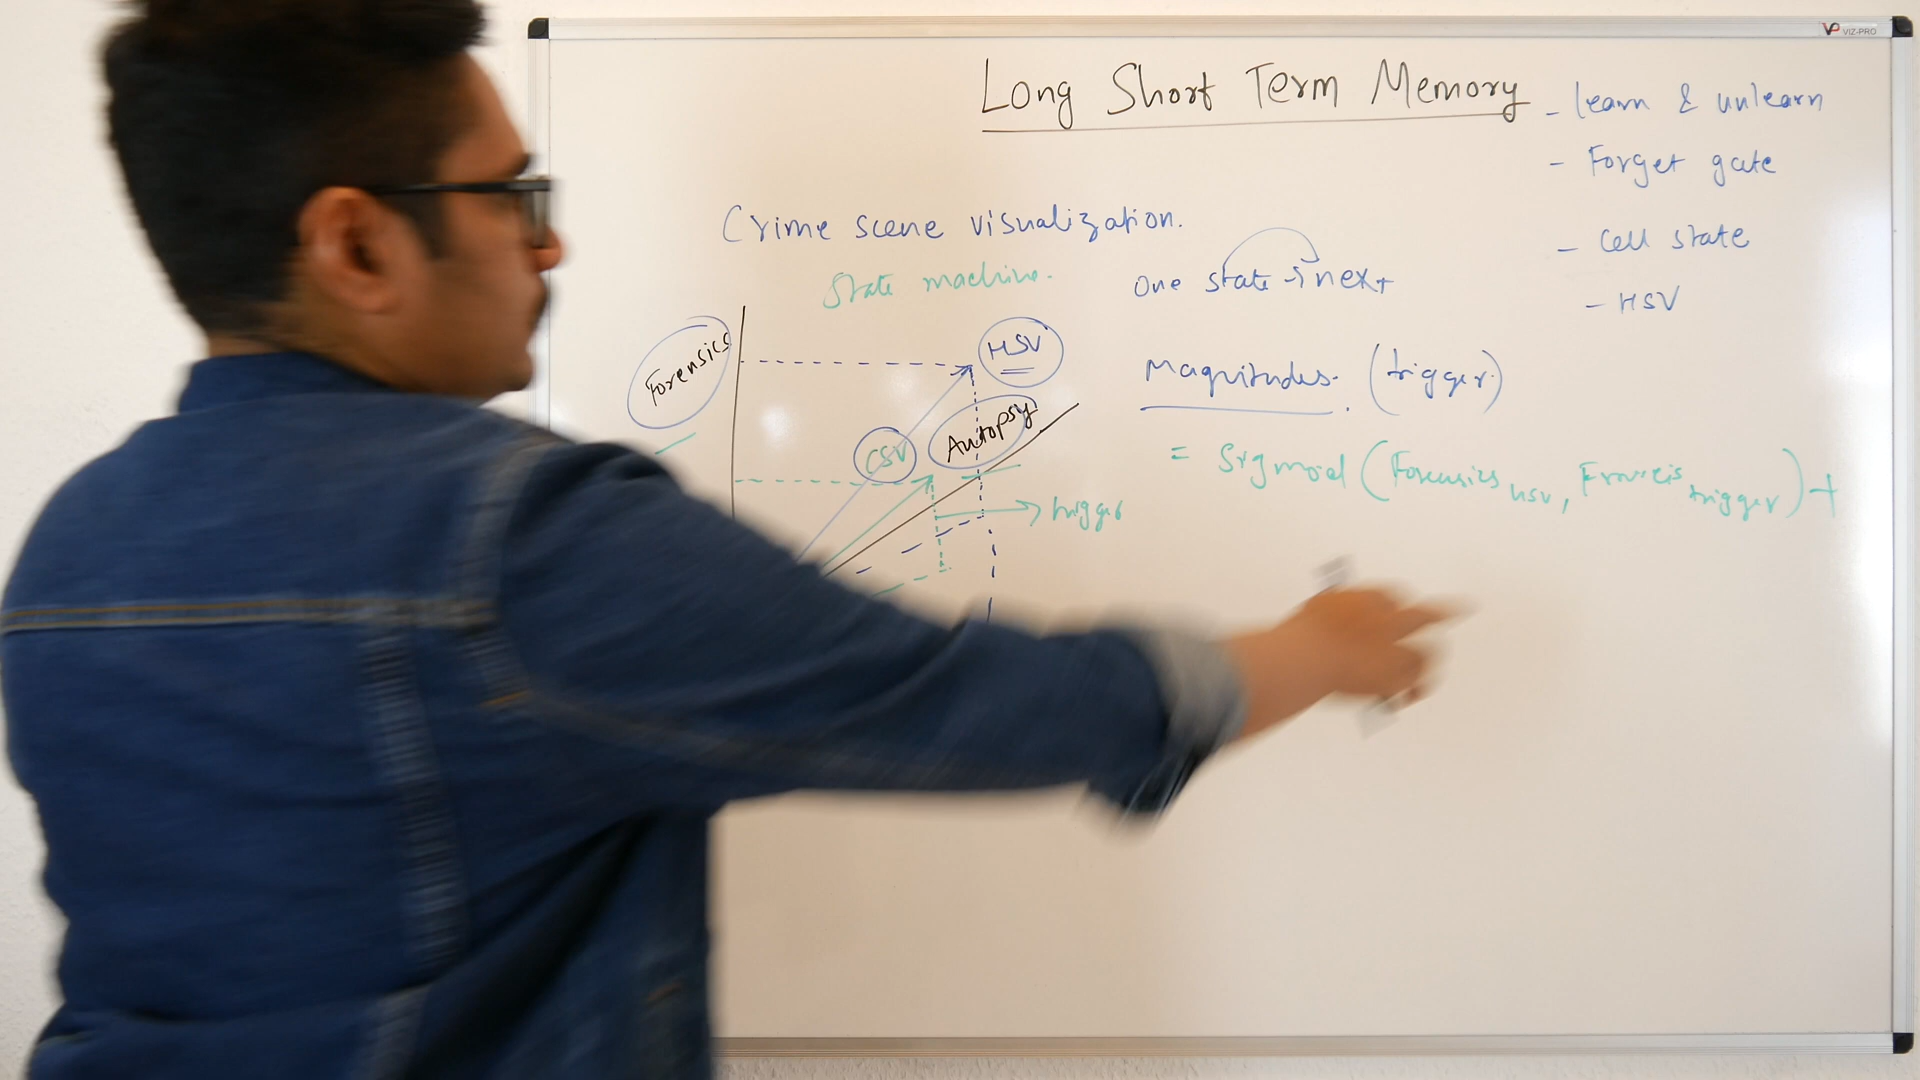 VP VIZ-PRO
Long Short Term Memory
- learn & unlearn
- Forget gate
- Cell state
- HSV
Crime scene visualization.
State machine.
One state → next
Forensics
HSV
CSV
Autopsy
trigger
Magnitudes. (trigger)
= Sigmoid (Forensics HSV,
trigger) +